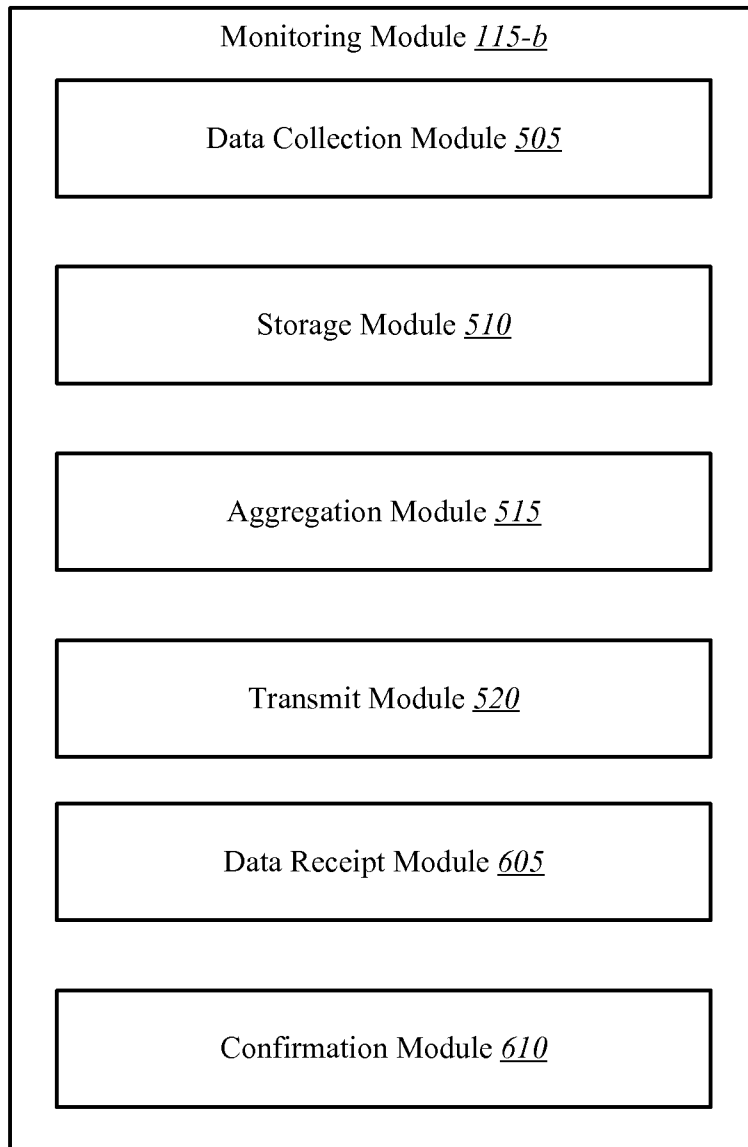 Monitoring Module 115-b
Data Collection Module 505
Storage Module 510
Aggregation Module 515
Transmit Module 520
Data Receipt Module 605
Confirmation Module 610